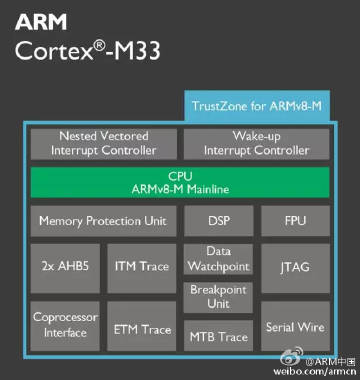 ARM
Cortex®-M33
TrustZone for ARMv8-M
Nested Vectored
Interrupt Controller
Wake-up
Interrupt Controller
CPU
ARMv8-M Mainline
Memory Protection Unit
DSP
FPU
2x AHB5
ITM Trace
Data
Watchpoint
JTAG
Breakpoint
Unit
Coprocessor
Interface
ETM Trace
MTB Trace
Serial Wire
@ARM中国
weibo.com/armcn